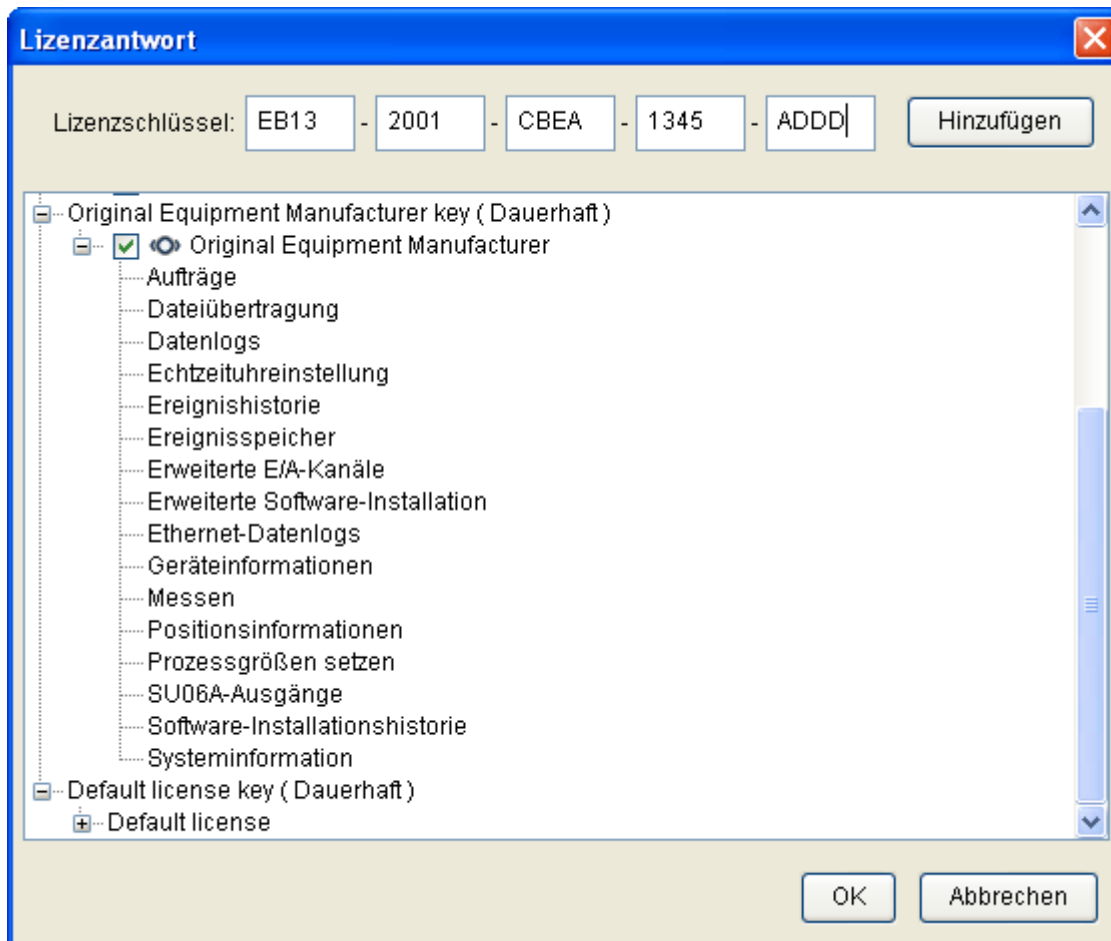 Lizenzantwort
Lizenzschlüssel: EB13 - 2001 - CBEA - 1345 - ADDD Hinzufügen
Original Equipment Manufacturer key ( Dauerhaft )
Original Equipment Manufacturer
Aufträge
Dateiübertragung
Datenlogs
Echtzeituhreinstellung
Ereignishistorie
Ereignisspeicher
Erweiterte E/A-Kanäle
Erweiterte Software-Installation
Ethernet-Datenlogs
Geräteinformationen
Messen
Positionsinformationen
Prozessgrößen setzen
SU06A-Ausgänge
Software-Installationshistorie
Systeminformation
Default license key ( Dauerhaft )
Default license
OK Abbrechen